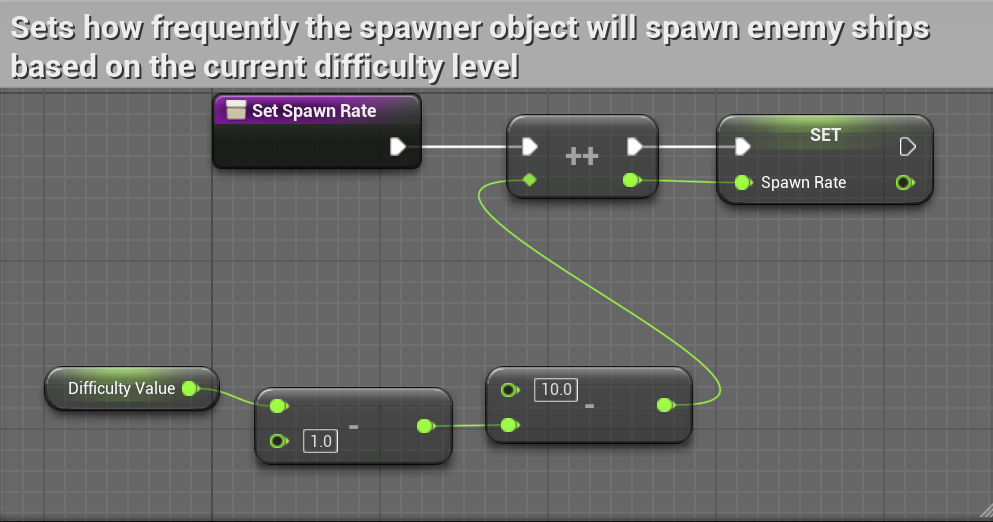 Sets how frequently the spawner object will spawn enemy ships
based on the current difficulty level
Set Spawn Rate
++
SET
Spawn Rate
Difficulty Value
-
1.0
10.0
-